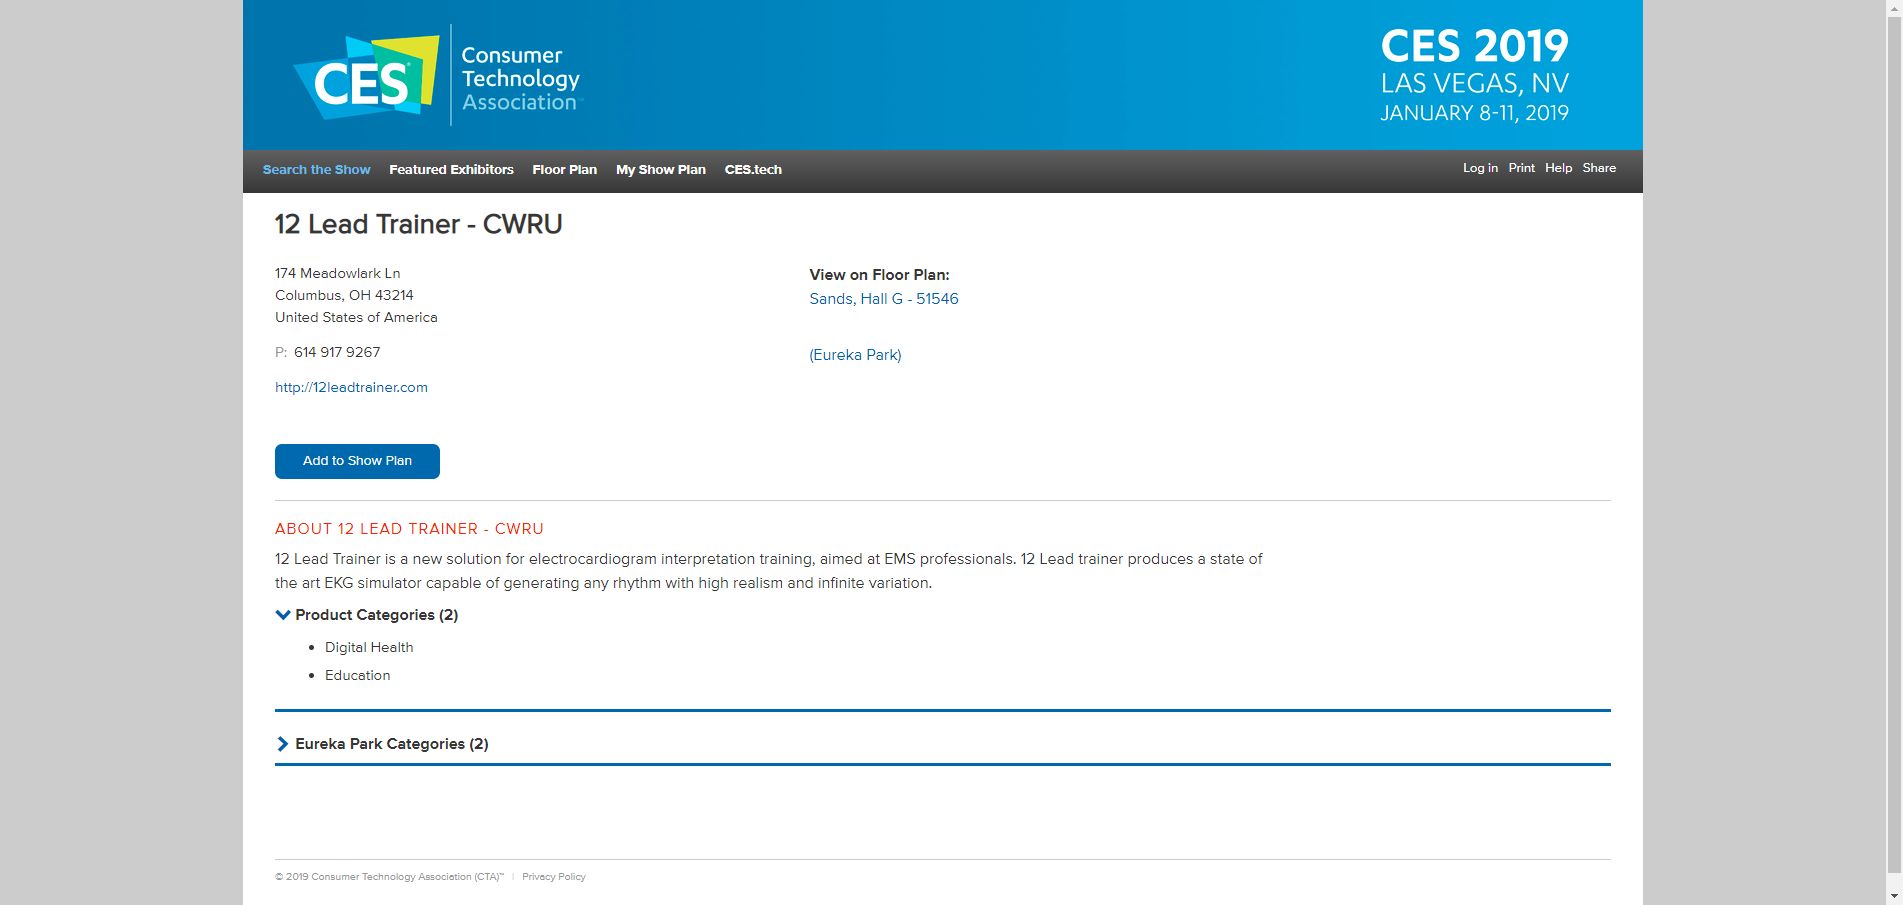 CES
Consumer
Technology
Association™
CES 2019
LAS VEGAS, NV
JANUARY 8-11, 2019
Search the Show Featured Exhibitors Floor Plan My Show Plan CES.tech Log in Print Help Share
12 Lead Trainer - CWRU
174 Meadowlark Ln
Columbus, OH 43214
United States of America
P: 614 917 9267
http://12leadtrainer.com
View on Floor Plan:
Sands, Hall G - 51546
(Eureka Park)
Add to Show Plan
ABOUT 12 LEAD TRAINER - CWRU
12 Lead Trainer is a new solution for electrocardiogram interpretation training, aimed at EMS professionals. 12 Lead trainer produces a state of
the art EKG simulator capable of generating any rhythm with high realism and infinite variation.
Product Categories (2)
• Digital Health
• Education
Eureka Park Categories (2)
© 2019 Consumer Technology Association (CTA)™ | Privacy Policy